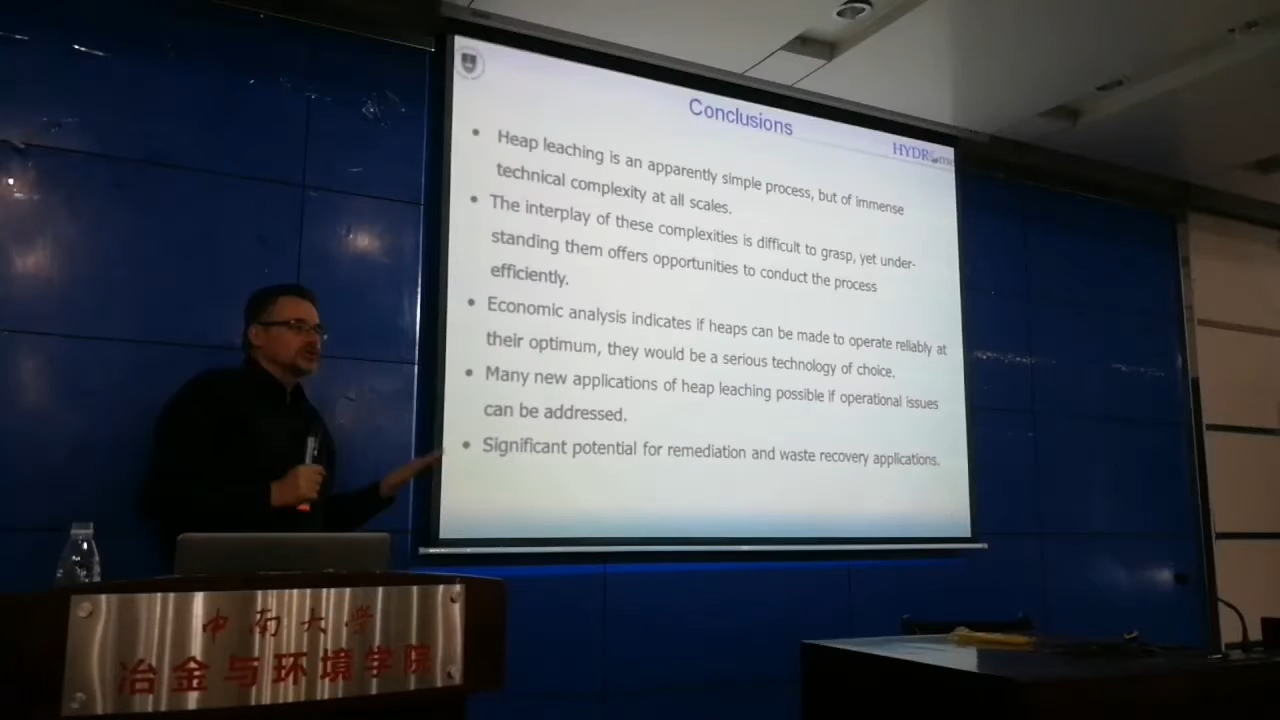 Conclusions
HYDROme
• Heap leaching is an apparently simple process, but of immense
technical complexity at all scales.
• The interplay of these complexities is difficult to grasp, yet under-
standing them offers opportunities to conduct the process
efficiently.
• Economic analysis indicates if heaps can be made to operate reliably at
their optimum, they would be a serious technology of choice.
• Many new applications of heap leaching possible if operational issues
can be addressed.
• Significant potential for remediation and waste recovery applications.
中南大学
冶金与环境学院